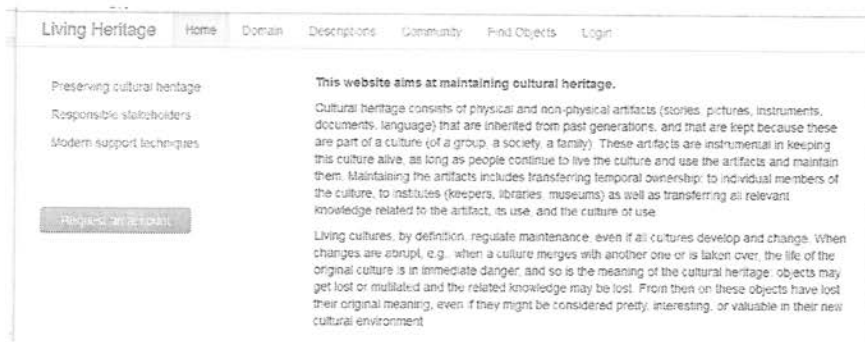 Living Heritage Home Domain Descriptions Community Find Objects Login
Preserving cultural heritage
Responsible stakeholders
Modern support techniques
Request an account
This website aims at maintaining cultural heritage.
Cultural heritage consists of physical and non-physical artifacts (stories, pictures, instruments,
documents, language) that are inherited from past generations, and that are kept because these
are part of a culture (of a group, a society, a family). These artifacts are instrumental in keeping
this culture alive, as long as people continue to live the culture and use the artifacts and maintain
them. Maintaining the artifacts includes transferring temporal ownership: to individual members of
the culture, to institutes (keepers, libraries, museums) as well as transferring all relevant
knowledge related to the artifact, its use, and the culture of use.
Living cultures, by definition, regulate maintenance, even if all cultures develop and change. When
changes are abrupt, e.g., when a culture merges with another one or is taken over, the life of the
original culture is in immediate danger, and so is the meaning of the cultural heritage: objects may
get lost or mutilated and the related knowledge may be lost. From then on these objects have lost
their original meaning, even if they might be considered pretty, interesting, or valuable in their new
cultural environment.